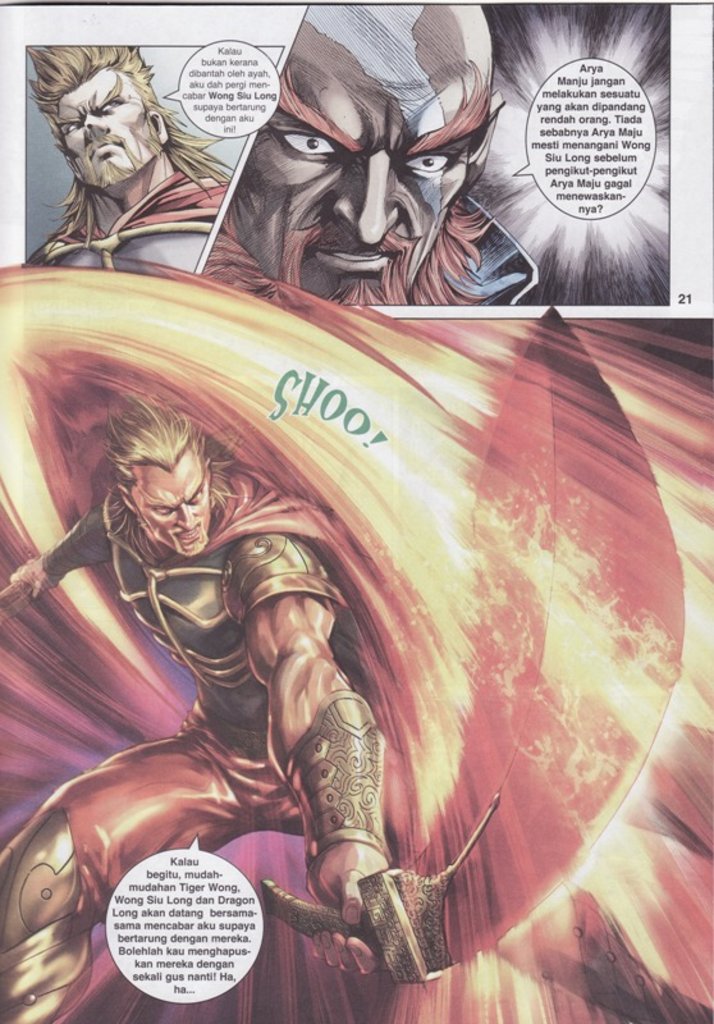 Kalau
bukan kerana
dibantah oleh ayah,
aku dah pergi men-
cabar Wong Siu Long
supaya bertarung
dengan aku
ini!
Arya
Manju jangan
melakukan sesuatu
yang akan dipandang
rendah orang. Tiada
sebabnya Arya Maju
mesti menangani Wong
Siu Long sebelum
pengikut-pengikut
Arya Maju gagal
menewaskan-
nya?
21
SHOO!
Kalau
begitu, mudah-
mudahan Tiger Wong,
Wong Siu Long dan Dragon
Long akan datang bersama-
sama mencabar aku supaya
bertarung dengan mereka.
Bolehlah kau menghapus-
kan mereka dengan
sekali gus nanti! Ha,
ha...